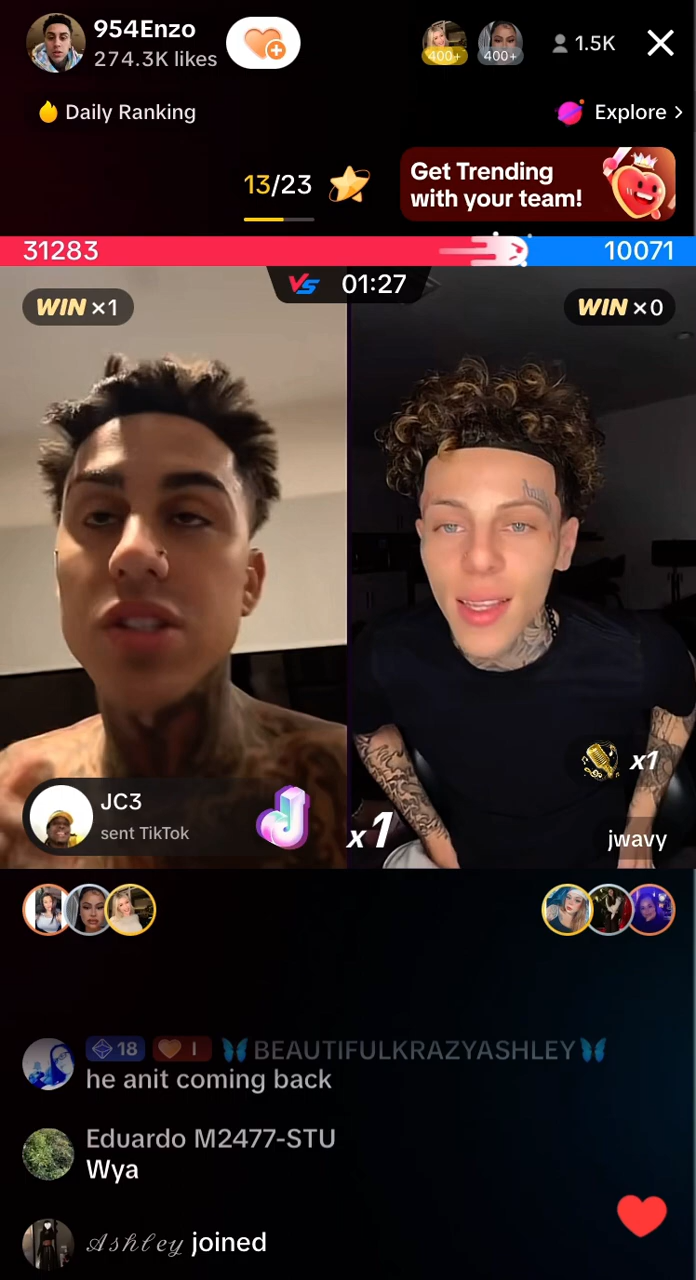 954Enzo
274.3K likes
400+
400+
1.5K
Daily Ranking
Explore >
13/23
Get Trending
with your team!
31283
10071
VS 01:27
WIN ×1
WIN ×0
JC3
sent TikTok
x1
x1
jwavy
18 I BEAUTIFULKRAZYASHLEY
he anit coming back
Eduardo M2477-STU
Wya
𝒜𝓈𝒽𝓁ℯ𝓎 joined